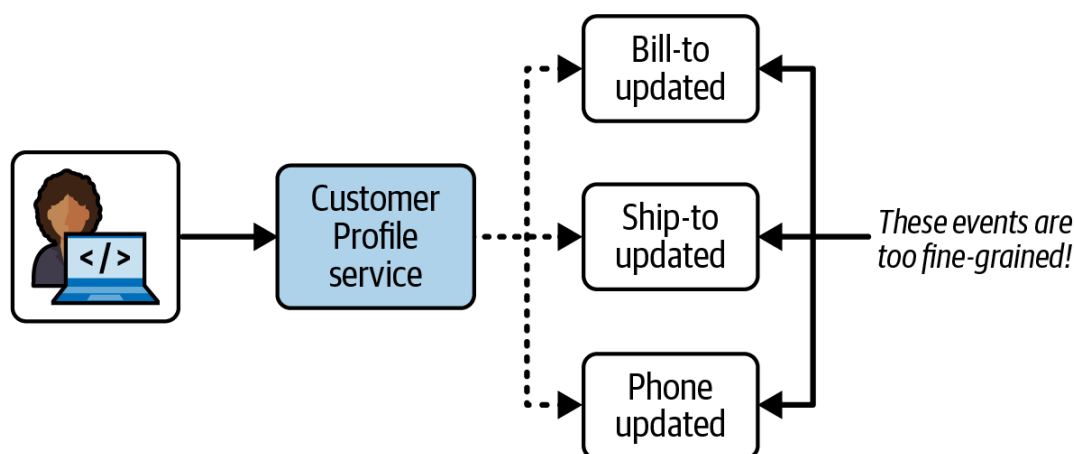 </>
Customer
Profile
service
Bill-to
updated
Ship-to
updated
Phone
updated
These events are
too fine-grained!